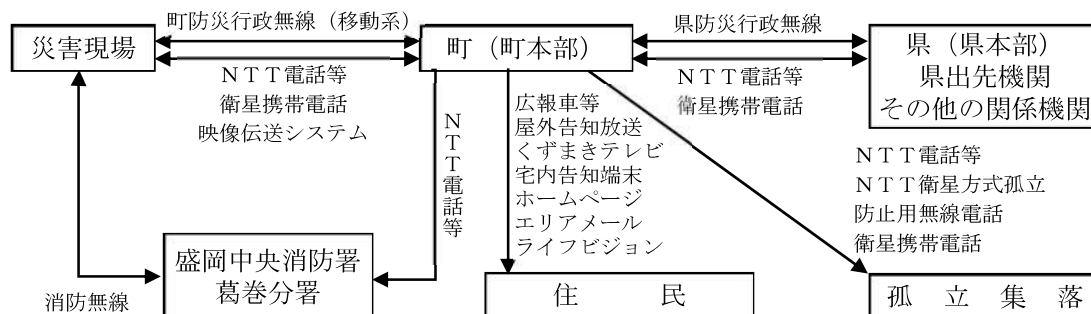 町防災行政無線（移動系）
県防災行政無線
災害現場
町（町本部）
県（県本部）
県出先機関
その他の関係機関
ＮＴＴ電話等
衛星携帯電話
映像伝送システム
ＮＴＴ電話等
衛星携帯電話
ＮＴＴ電話等
広報車等
屋外告知放送
くずまきテレビ
宅内告知端末
ホームページ
エリアメール
ライフビジョン
ＮＴＴ電話等
ＮＴＴ衛星方式孤立
防止用無線電話
衛星携帯電話
盛岡中央消防署
葛巻分署
消防無線
住　　民
孤　立　集　落